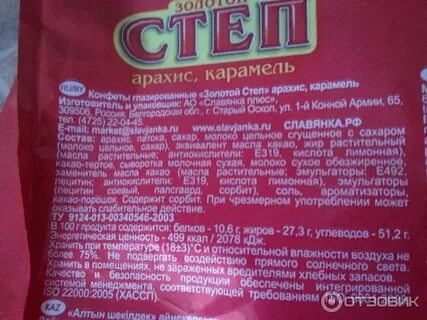 ЗОЛОТОЙ
СТЕП
арахис, карамель
RU/BY
Конфеты глазированные «Золотой Степ» арахис, карамель
Изготовитель и упаковщик: АО «Славянка плюс»,
309506, Россия, Белгородская обл., г. Старый Оскол, ул. 1-й Конной Армии, 65,
тел. (4725) 22-04-45.
E-mail: market@slavjanka.ru www.slavjanka.ru СЛАВЯНКА.РФ
Состав: арахис, патока, сахар, молоко цельное сгущенное с сахаром
(молоко цельное, сахар), эквивалент масла какао, жир растительный
(масла растительные; антиокислители: Е319, кислота лимонная),
какао-тертое, сыворотка молочная сухая, молоко сухое обезжиренное,
заменитель масла какао (масла растительные; эмульгаторы: Е492,
лецитин; антиокислители: Е319, кислота лимонная), эмульгаторы
(лецитин соевый, палсгаард, сорбит), соль, ароматизаторы,
какао-порошок. Содержит сорбит. При чрезмерном употреблении может
оказывать слабительное действие.
ТУ 9124-013-00340546-2003
В 100 г продукта содержится: белков - 10,6 г, жиров - 27,3 г, углеводов - 51,2 г.
Энергетическая ценность - 499 ккал / 2078 кДж.
Хранить при температуре (18±3)°С и относительной влажности воздуха не
более 75%. Не подвергать воздействию прямого солнечного света.
Хранить в помещениях, не зараженных вредителями хлебных запасов.
Качество и безопасность продукции обеспечены интегрированной
системой менеджмента, соответствующей требованиям
ISO 22000:2005 (ХАССП).
KAZ
«Алтын шекілдек»
ОТЗОВИК